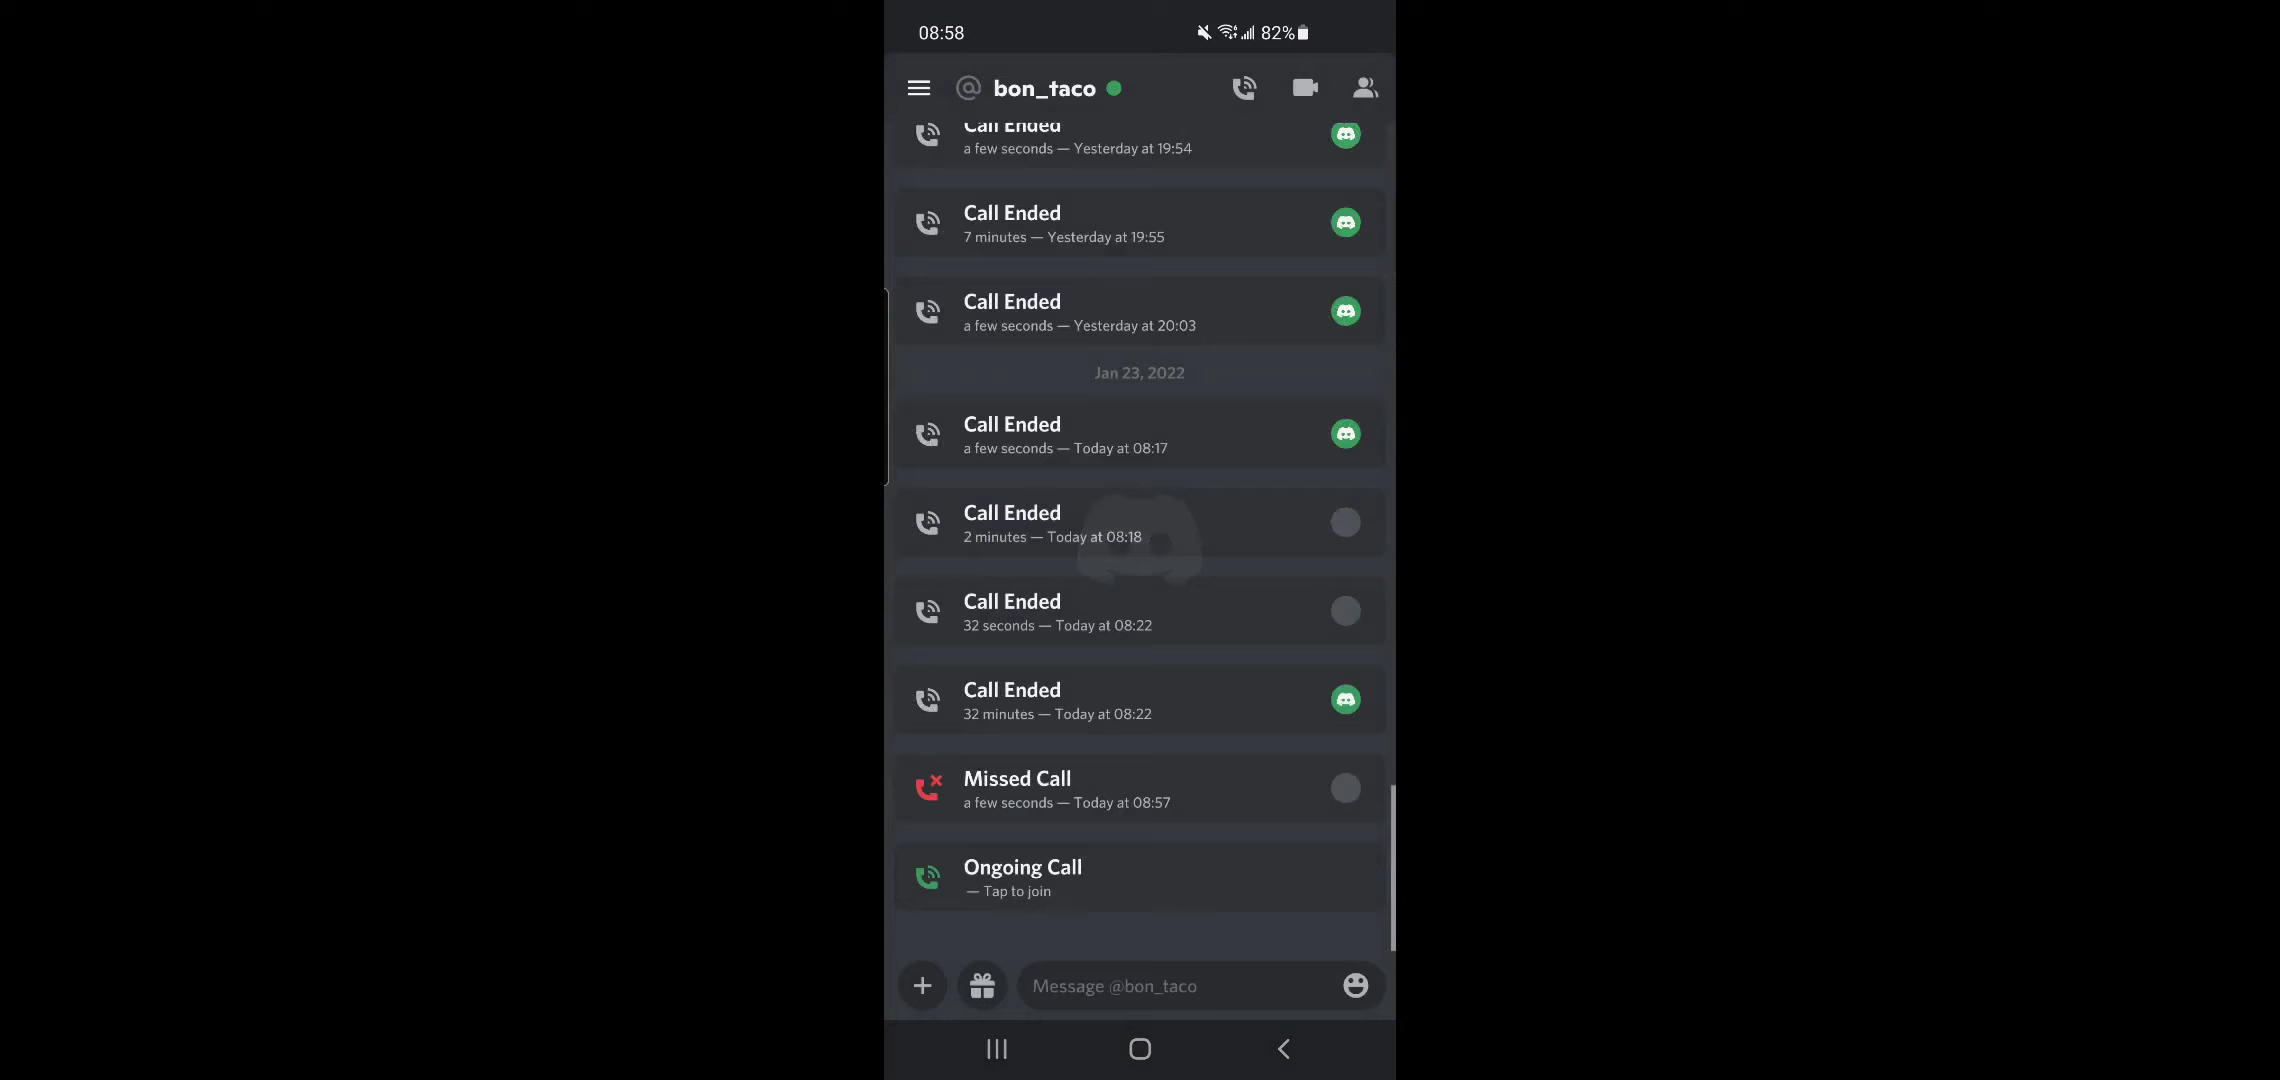 08:58
82%
@ bon_taco
Call Ended
a few seconds — Yesterday at 19:54
Call Ended
7 minutes — Yesterday at 19:55
Call Ended
a few seconds — Yesterday at 20:03
Jan 23, 2022
Call Ended
a few seconds — Today at 08:17
Call Ended
2 minutes — Today at 08:18
Call Ended
32 seconds — Today at 08:22
Call Ended
32 minutes — Today at 08:22
Missed Call
a few seconds — Today at 08:57
Ongoing Call
— Tap to join
Message @bon_taco